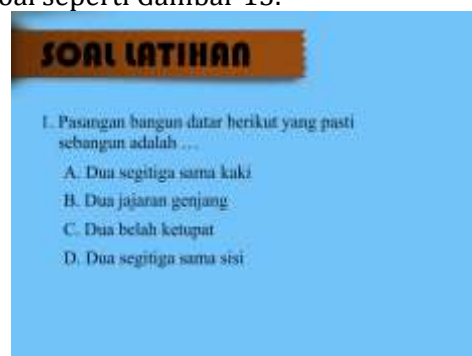 soal seperti Gambar 13.
SOAL LATIHAN
1. Pasangan bangun datar berikut yang pasti
sebangun adalah ...
A. Dua segitiga sama kaki
B. Dua jajaran genjang
C. Dua belah ketupat
D. Dua segitiga sama sisi